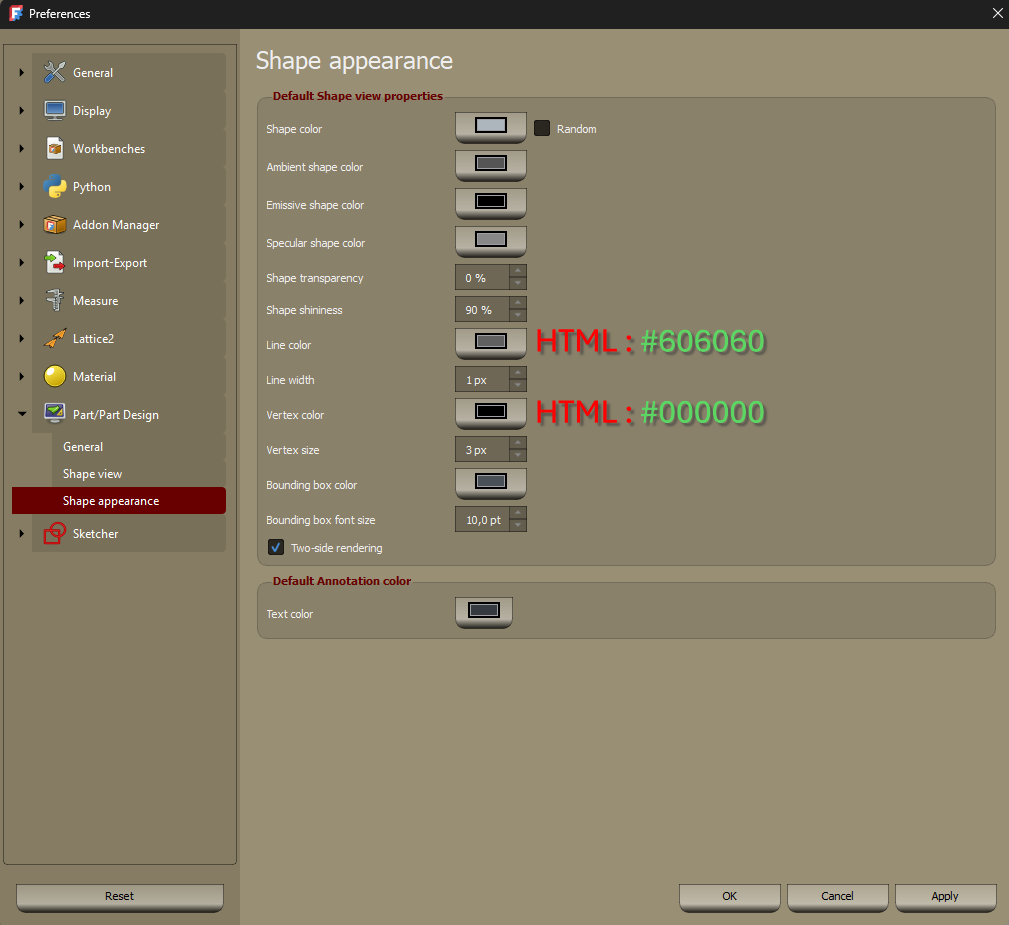 Preferences
General
Display
Workbenches
Python
Addon Manager
Import-Export
Measure
Lattice2
Material
Part/Part Design
General
Shape view
Shape appearance
Sketcher
Reset
Shape appearance
Default Shape view properties
Shape color
Random
Ambient shape color
Emissive shape color
Specular shape color
Shape transparency 0 %
Shape shininess 90 %
Line color HTML : #606060
Line width 1 px
Vertex color HTML : #000000
Vertex size 3 px
Bounding box color
Bounding box font size 10,0 pt
Two-side rendering
Default Annotation color
Text color
OK Cancel Apply